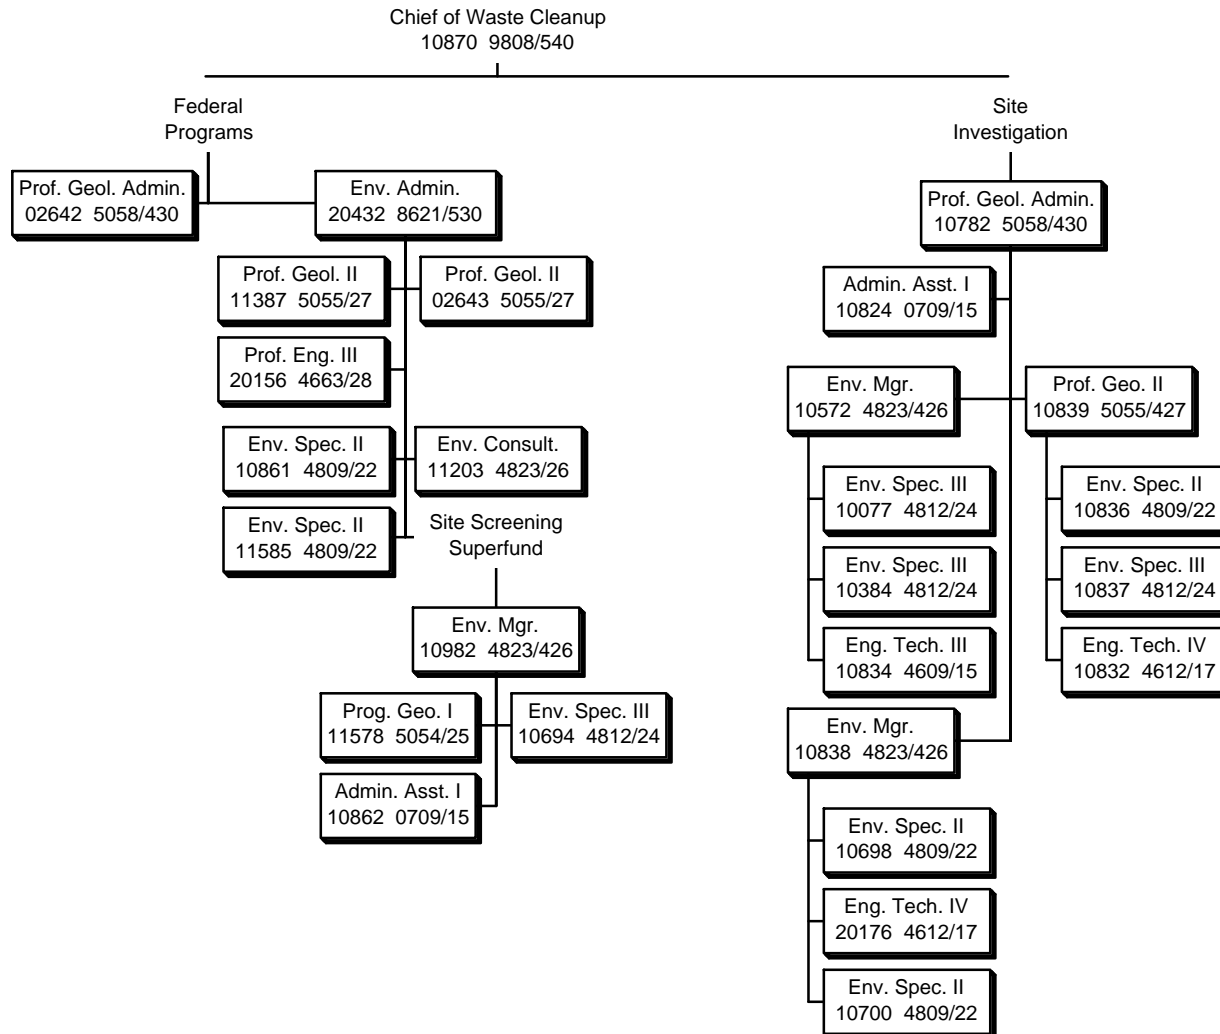 Chief of Waste Cleanup
10870 9808/540
Federal
Programs
Prof. Geol. Admin.
02642 5058/430
Env. Admin.
20432 8621/530
Prof. Geol. II
11387 5055/27
Prof. Geol. II
02643 5055/27
Prof. Eng. III
20156 4663/28
Env. Spec. II
10861 4809/22
Env. Consult.
11203 4823/26
Env. Spec. II
11585 4809/22
Site Screening
Superfund
Env. Mgr.
10982 4823/426
Prog. Geo. I
11578 5054/25
Env. Spec. III
10694 4812/24
Admin. Asst. I
10862 0709/15
Site
Investigation
Prof. Geol. Admin.
10782 5058/430
Admin. Asst. I
10824 0709/15
Env. Mgr.
10572 4823/426
Prof. Geo. II
10839 5055/427
Env. Spec. III
10077 4812/24
Env. Spec. III
10384 4812/24
Eng. Tech. III
10834 4609/15
Env. Spec. II
10836 4809/22
Env. Spec. III
10837 4812/24
Eng. Tech. IV
10832 4612/17
Env. Mgr.
10838 4823/426
Env. Spec. II
10698 4809/22
Eng. Tech. IV
20176 4612/17
Env. Spec. II
10700 4809/22